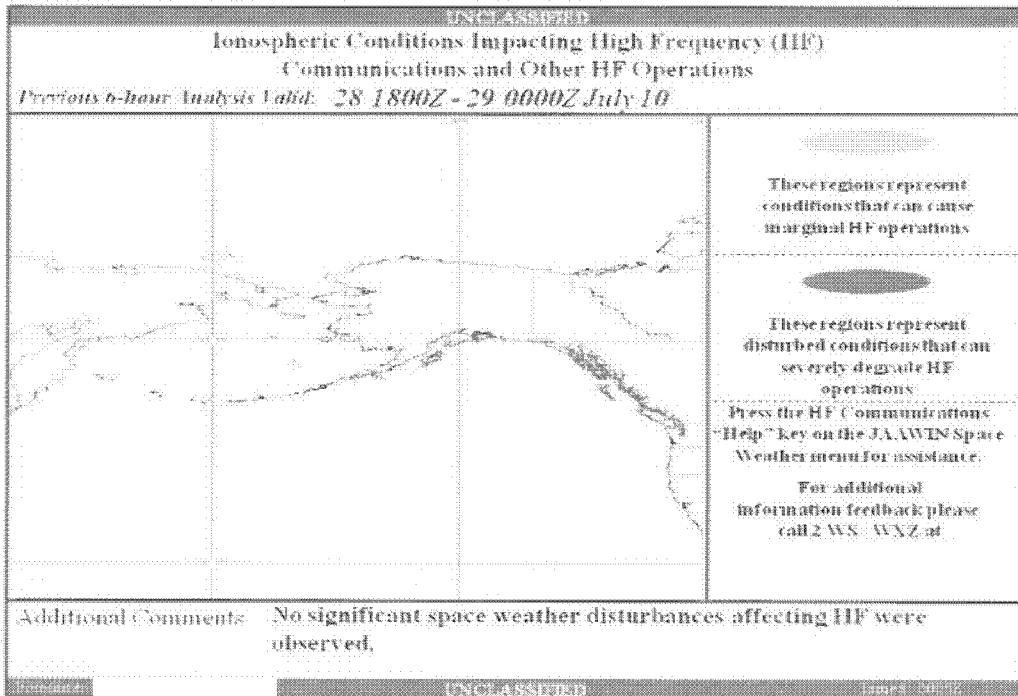 UNCLASSIFIED
Ionospheric Conditions Impacting High Frequency (HF)
Communications and Other HF Operations
Previous 6-hour Analysis Valid: 28 1800Z - 29 0000Z July 10
These regions represent
conditions that can cause
marginal HF operations
These regions represent
disturbed conditions that can
severely degrade HF
operations
Press the HF Communications
"Help" key on the JAAWIN Space
Weather menu for assistance.
For additional
information feedback please
call 2 WS WXZ at
Additional Comments: No significant space weather disturbances affecting HF were
observed.
UNCLASSIFIED